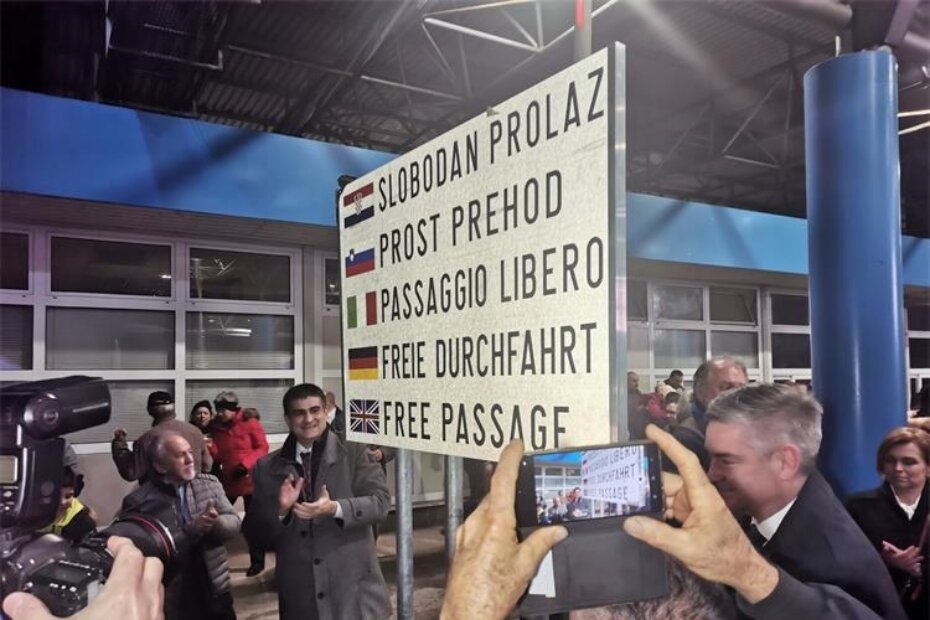 SLOBODAN PROLAZ
PROST PREHOD
PASSAGGIO LIBERO
FREIE DURCHFAHRT
FREE PASSAGE